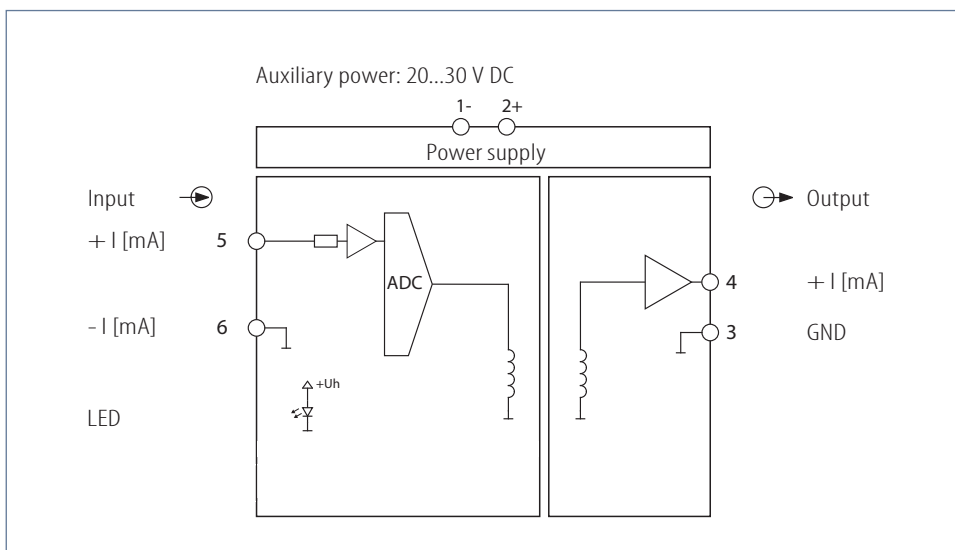 Auxiliary power: 20...30 V DC
1- 2+
Power supply
Input Output
+ I [mA] 5
ADC
4 + I [mA]
- I [mA] 6
3 GND
+Uh
LED